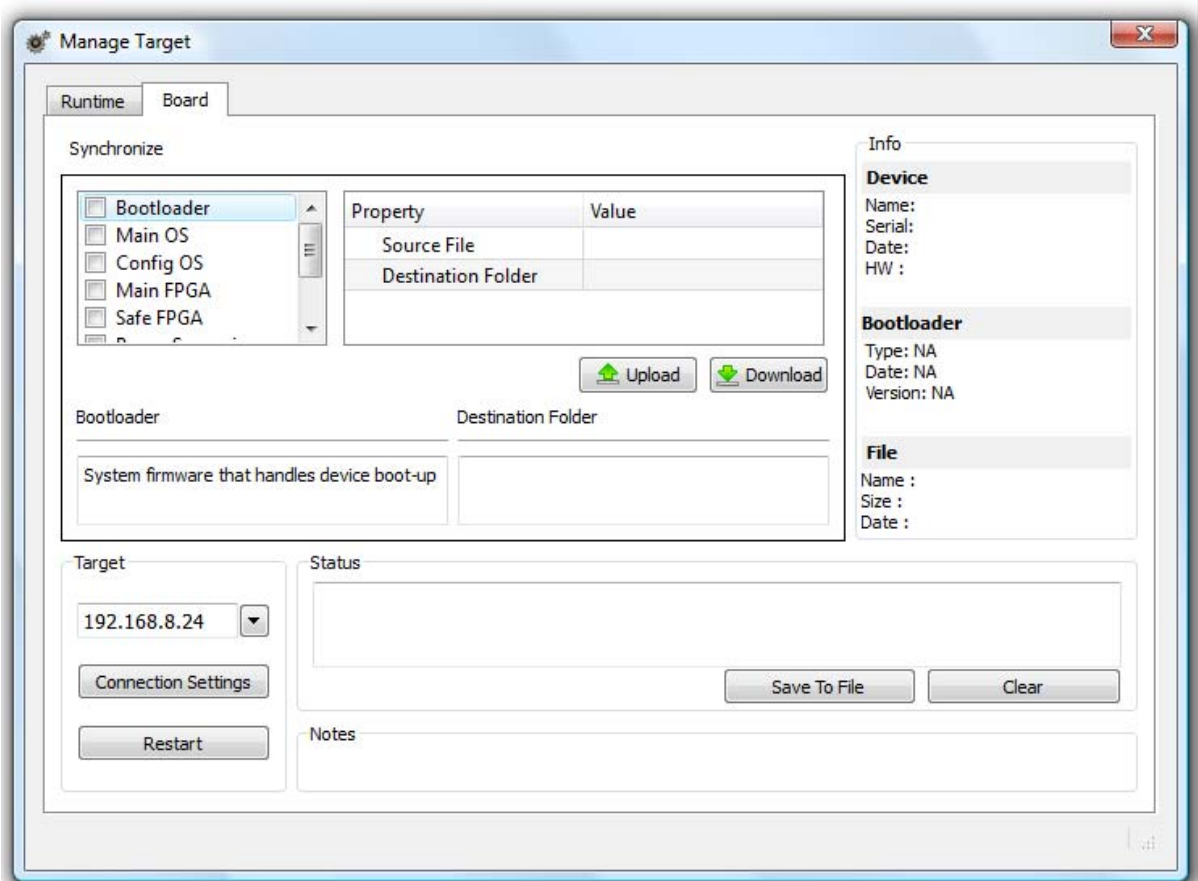 Manage Target
Runtime
Board
Synchronize
Bootloader
Main OS
Config OS
Main FPGA
Safe FPGA
Property Value
Source File
Destination Folder
Upload
Download
Bootloader
System firmware that handles device boot-up
Destination Folder
Info
Device
Name:
Serial:
Date:
HW :
Bootloader
Type: NA
Date: NA
Version: NA
File
Name :
Size :
Date :
Target
192.168.8.24
Connection Settings
Restart
Status
Save To File
Clear
Notes